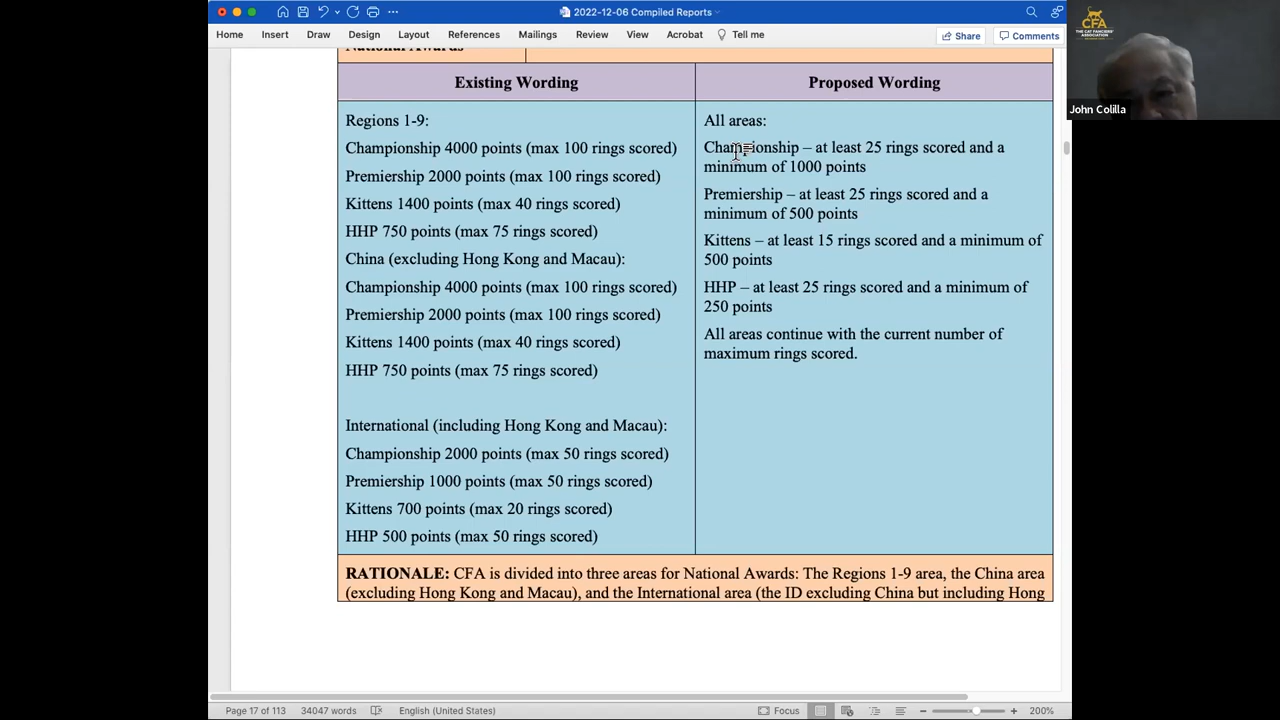 2022-12-06 Compiled Reports
Home Insert Draw Design Layout References Mailings Review View Acrobat Tell me Share Comments
CFA
THE CAT FANCIERS'
ASSOCIATION
John Colilla
National Awards
Existing Wording
Regions 1-9:
Championship 4000 points (max 100 rings scored)
Premiership 2000 points (max 100 rings scored)
Kittens 1400 points (max 40 rings scored)
HHP 750 points (max 75 rings scored)
China (excluding Hong Kong and Macau):
Championship 4000 points (max 100 rings scored)
Premiership 2000 points (max 100 rings scored)
Kittens 1400 points (max 40 rings scored)
HHP 750 points (max 75 rings scored)
International (including Hong Kong and Macau):
Championship 2000 points (max 50 rings scored)
Premiership 1000 points (max 50 rings scored)
Kittens 700 points (max 20 rings scored)
HHP 500 points (max 50 rings scored)
Proposed Wording
All areas:
Championship – at least 25 rings scored and a
minimum of 1000 points
Premiership – at least 25 rings scored and a
minimum of 500 points
Kittens – at least 15 rings scored and a minimum of
500 points
HHP – at least 25 rings scored and a minimum of
250 points
All areas continue with the current number of
maximum rings scored.
RATIONALE: CFA is divided into three areas for National Awards: The Regions 1-9 area, the China area
(excluding Hong Kong and Macau), and the International area (the ID excluding China but including Hong
Page 17 of 113 34047 words English (United States) Focus 200%